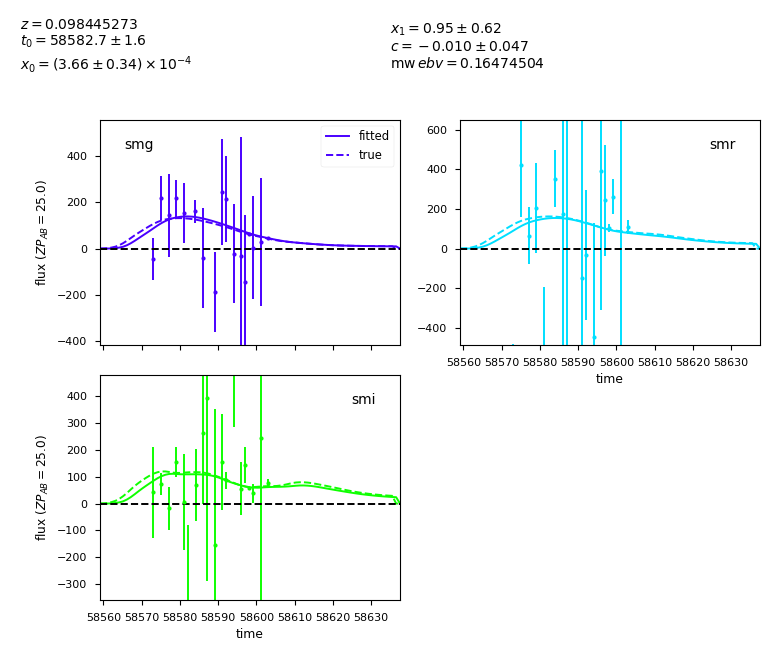 z = 0.098445273
t₀ = 58582.7 ± 1.6
x₀ = (3.66 ± 0.34) × 10⁻⁴
x₁ = 0.95 ± 0.62
c = −0.010 ± 0.047
mw ebv = 0.16474504
smg
fitted
true
400
200
0
−200
−400
flux (ZP_AB = 25.0)
smr
600
400
200
0
−200
−400
58560 58570 58580 58590 58600 58610 58620 58630
time
smi
400
300
200
100
0
−100
−200
−300
flux (ZP_AB = 25.0)
58560 58570 58580 58590 58600 58610 58620 58630
time